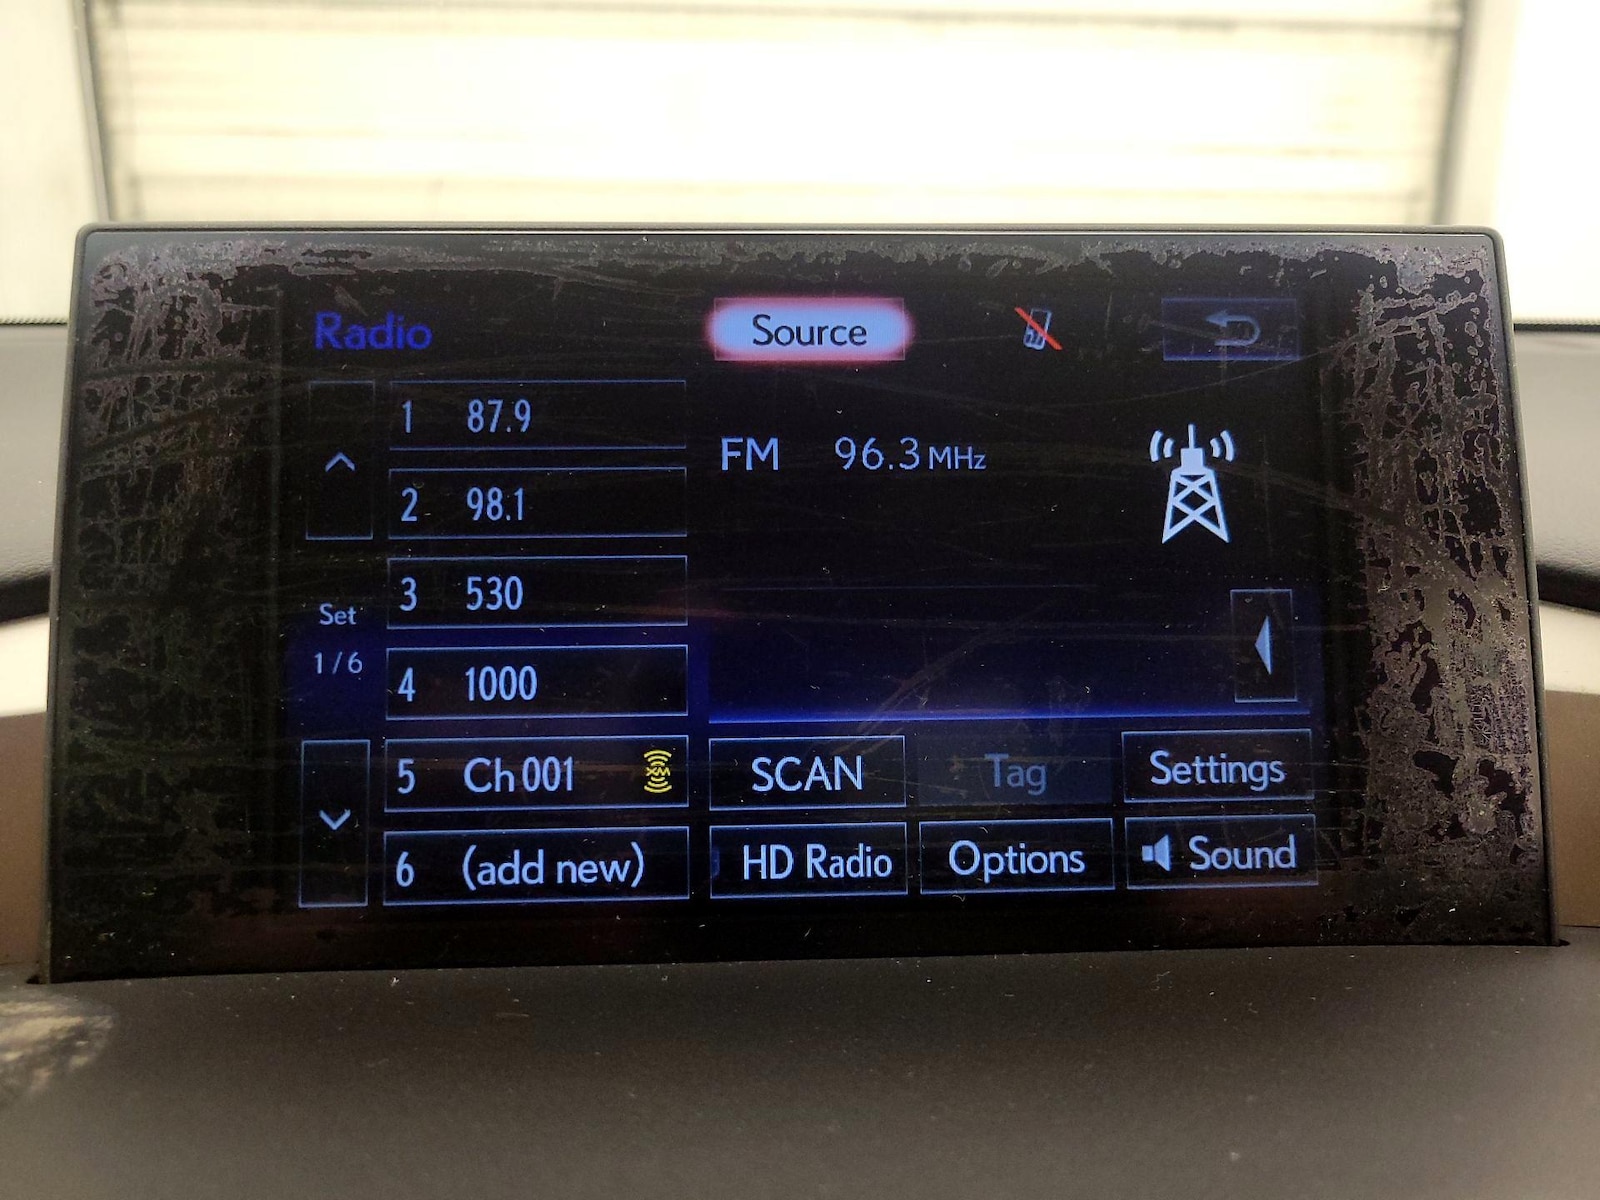 Radio
Source
1 87.9
2 98.1
3 530
4 1000
5 Ch 001 XM
6 (add new)
Set
1/6
FM 96.3 MHz
SCAN
Tag
Settings
HD Radio
Options
Sound